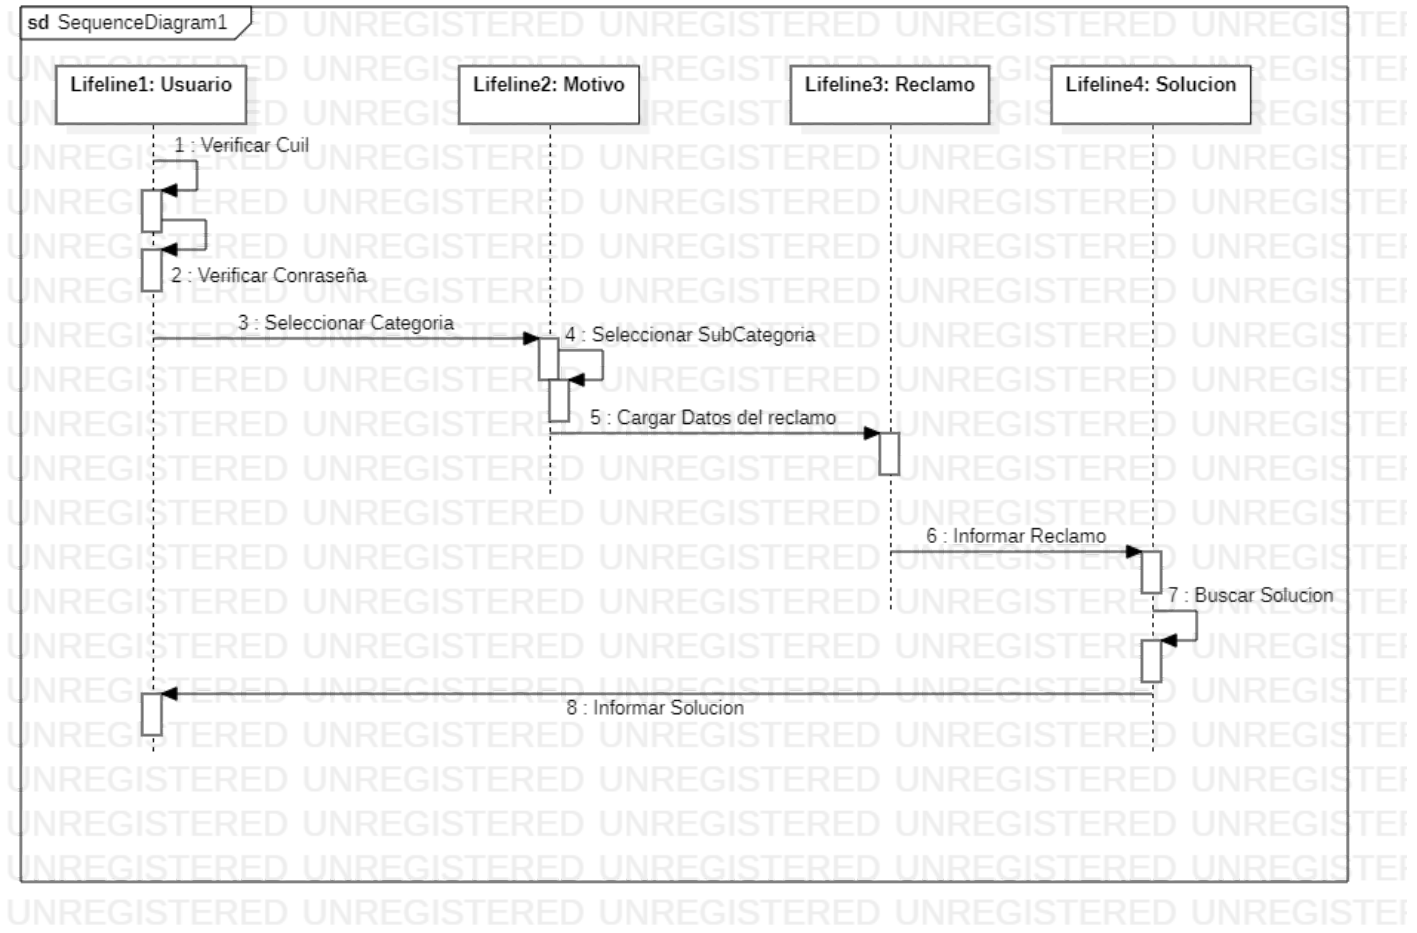 sd SequenceDiagram1
Lifeline1: Usuario
Lifeline2: Motivo
Lifeline3: Reclamo
Lifeline4: Solucion
1 : Verificar Cuil
2 : Verificar Conraseña
3 : Seleccionar Categoria
4 : Seleccionar SubCategoria
5 : Cargar Datos del reclamo
6 : Informar Reclamo
7 : Buscar Solucion
8 : Informar Solucion
UNREGISTERED UNREGISTERED UNREGISTERED UNREGISTERED